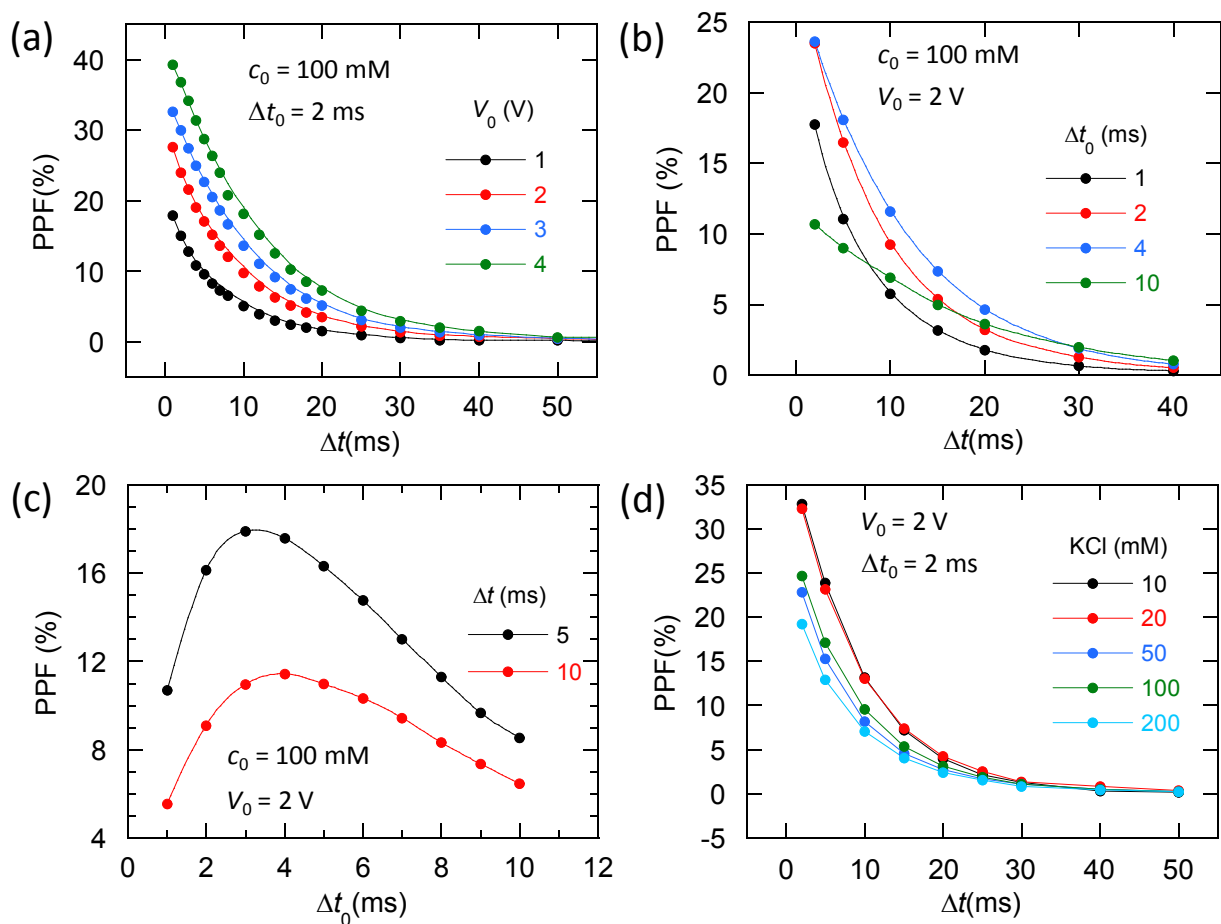 (a)
c0 = 100 mM
Δt0 = 2 ms
V0 (V)
1
2
3
4
PPF(%)
40
30
20
10
0
0 10 20 30 40 50
Δt(ms)
(b)
c0 = 100 mM
V0 = 2 V
Δt0 (ms)
1
2
4
10
PPF (%)
25
20
15
10
5
0
0 10 20 30 40
Δt(ms)
(c)
Δt (ms)
5
10
c0 = 100 mM
V0 = 2 V
PPF (%)
20
16
12
8
4
0 2 4 6 8 10 12
Δt0(ms)
(d)
V0 = 2 V
Δt0 = 2 ms
KCl (mM)
10
20
50
100
200
PPF(%)
35
30
25
20
15
10
5
0
-5
0 10 20 30 40 50
Δt(ms)